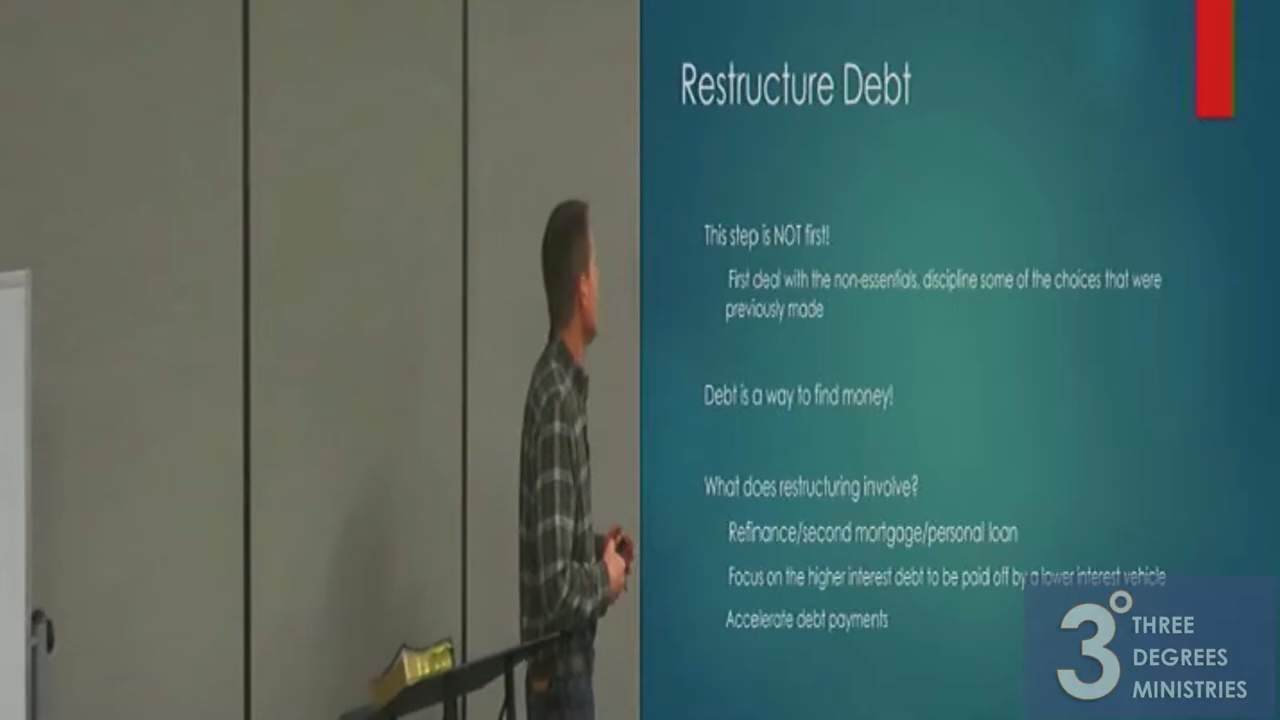 Restructure Debt
This step is NOT first!
First deal with the non-essentials, discipline some of the choices that were
previously made
Debt is a way to find money!
What does restructuring involve?
Refinance/second mortgage/personal loan
Focus on the higher interest debt to be paid off by a lower interest vehicle
Accelerate debt payments
3°
THREE
DEGREES
MINISTRIES